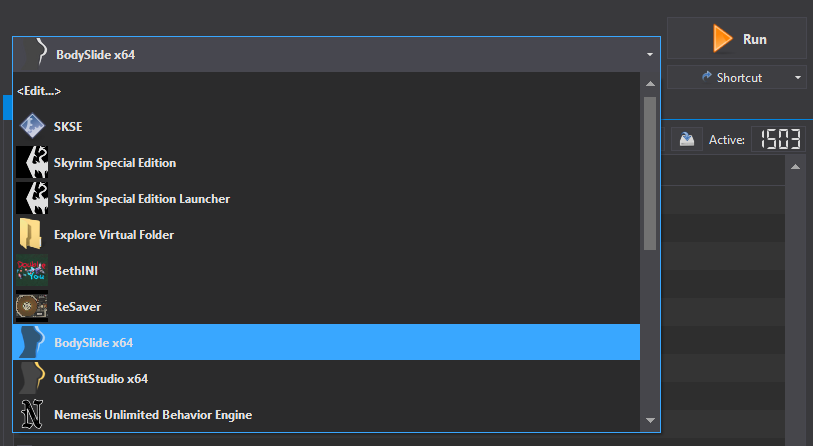 BodySlide x64
Run
<Edit...>
Shortcut
SKSE
Active: 1503
Skyrim Special Edition
Skyrim Special Edition Launcher
Explore Virtual Folder
BethINI
ReSaver
BodySlide x64
OutfitStudio x64
Nemesis Unlimited Behavior Engine